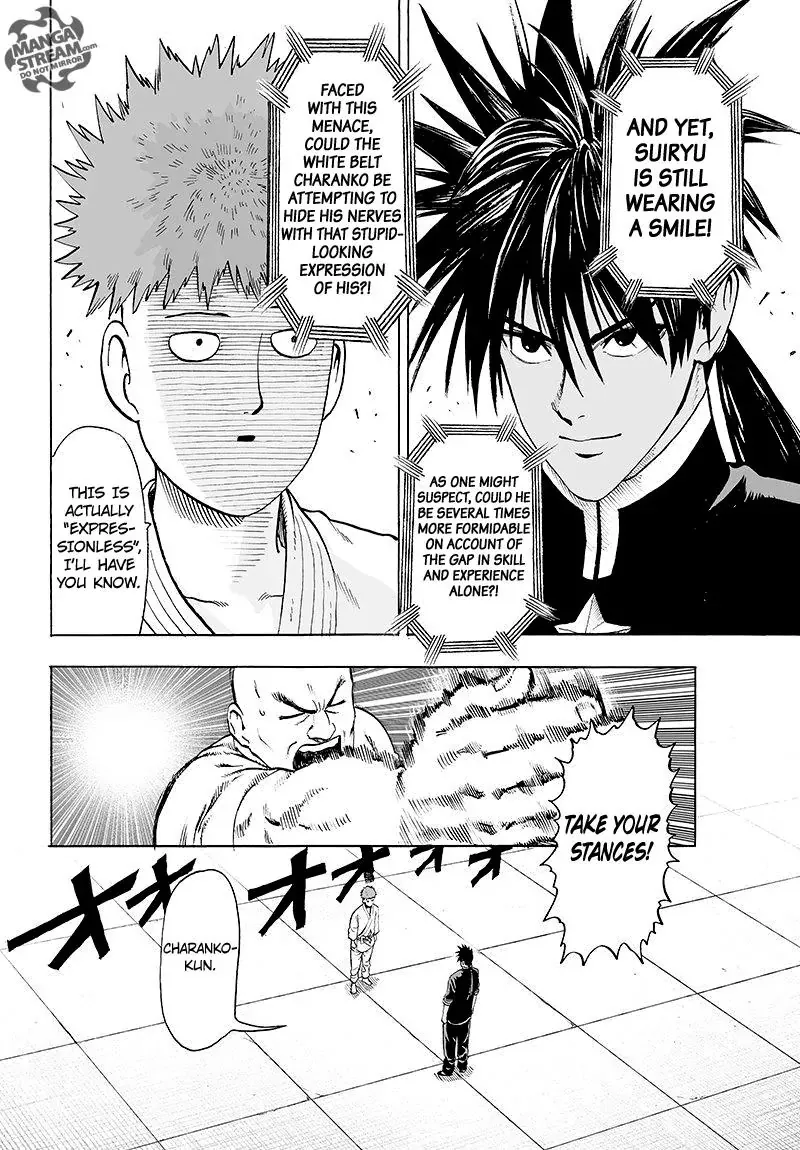 MANGA
STREAM.COM
DO NOT MIRROR
AND YET,
SUIRYU
IS STILL
WEARING
A SMILE!
AS ONE MIGHT
SUSPECT, COULD HE
BE SEVERAL TIMES
MORE FORMIDABLE
ON ACCOUNT OF
THE GAP IN SKILL
AND EXPERIENCE
ALONE?!
FACED
WITH THIS
MENACE,
COULD THE
WHITE BELT
CHARANKO BE
ATTEMPTING TO
HIDE HIS NERVES
WITH THAT STUPID-
LOOKING
EXPRESSION
OF HIS?!
THIS IS
ACTUALLY
"EXPRES-
SIONLESS",
I'LL HAVE
YOU KNOW.
TAKE YOUR
STANCES!
オオオオオ
CHARANKO-
KUN.